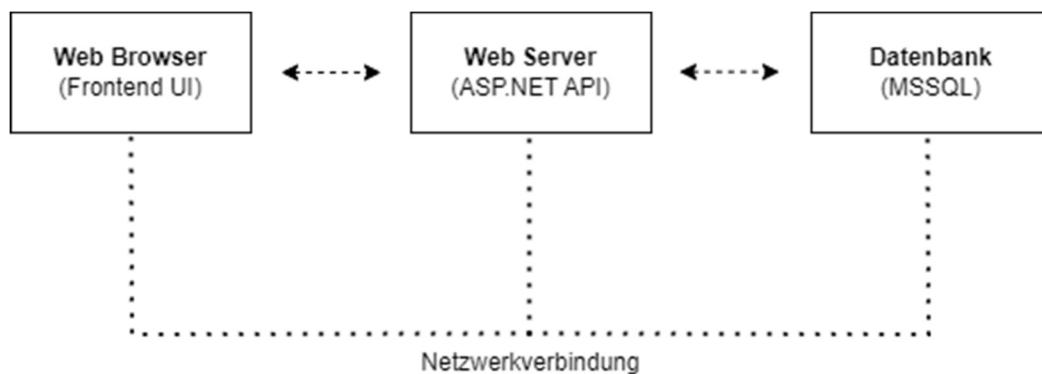 Web Browser
(Frontend UI)
Web Server
(ASP.NET API)
Datenbank
(MSSQL)
Netzwerkverbindung